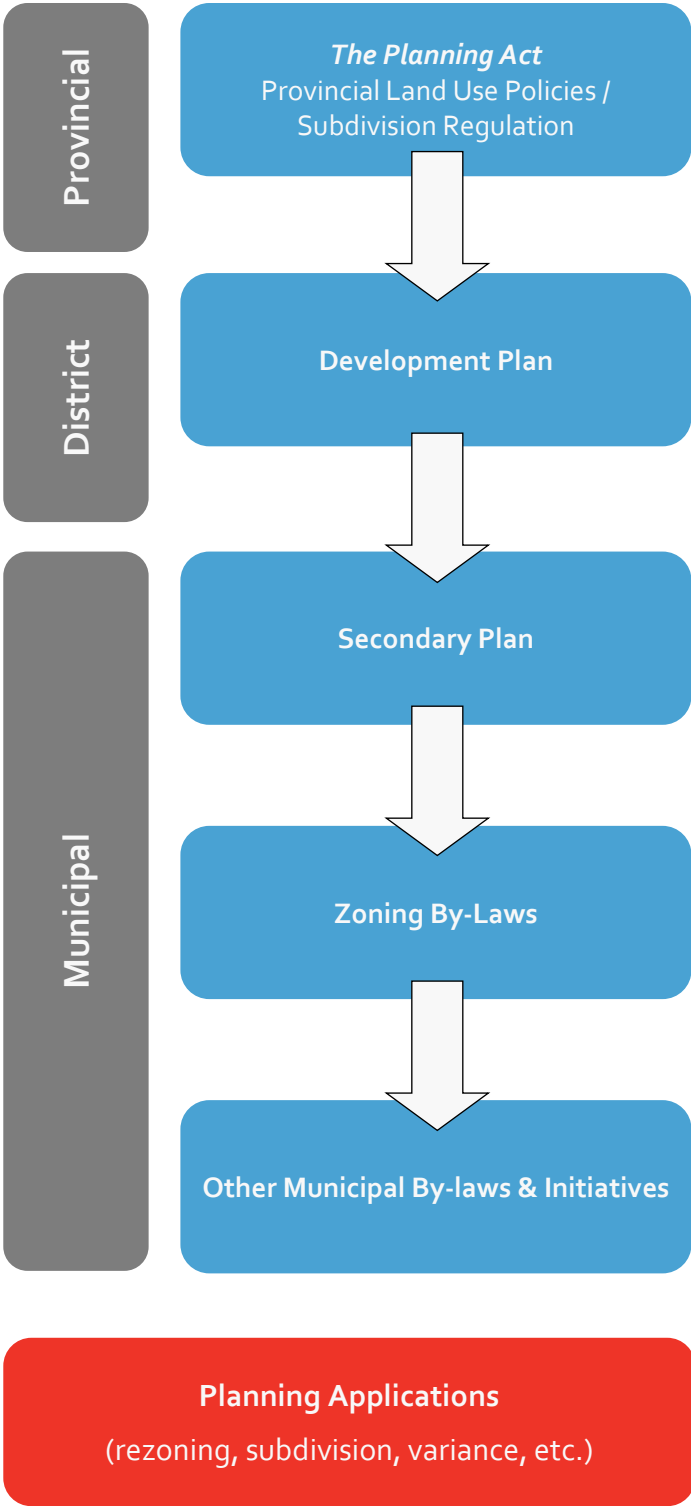 Provincial
The Planning Act
Provincial Land Use Policies /
Subdivision Regulation
District
Development Plan
Municipal
Secondary Plan
Zoning By-Laws
Other Municipal By-laws & Initiatives
Planning Applications
(rezoning, subdivision, variance, etc.)